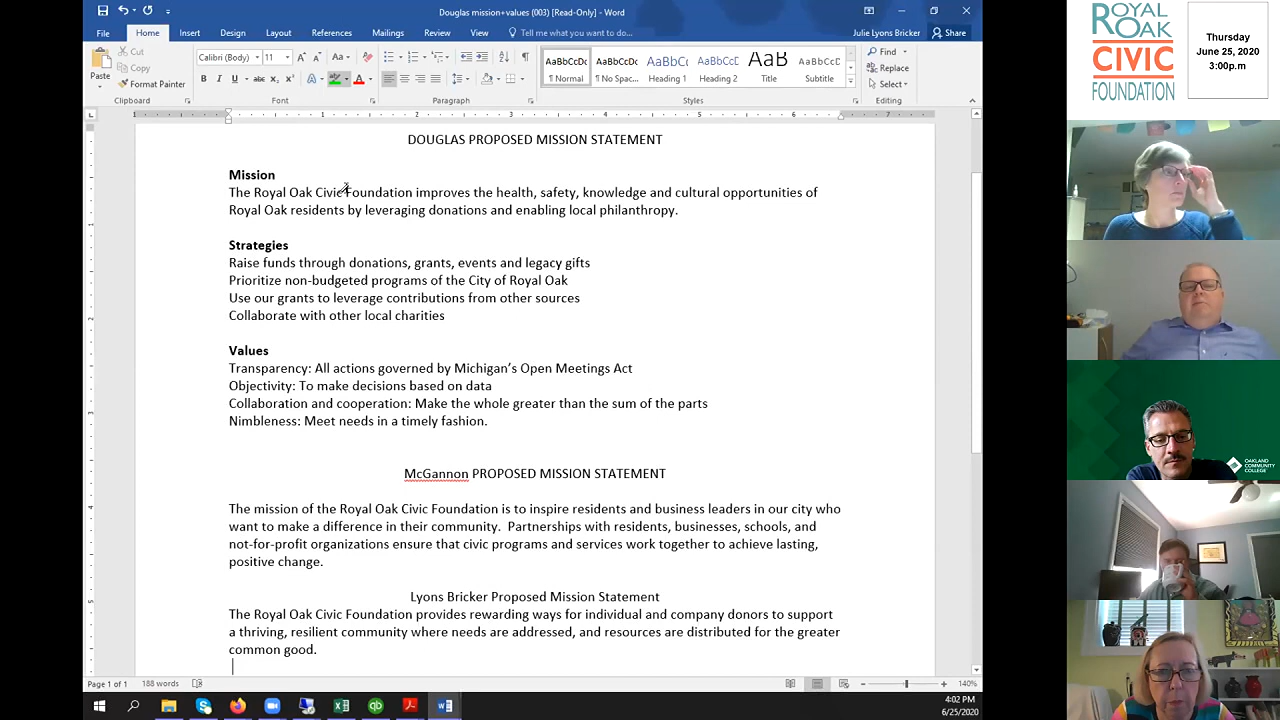 Douglas mission+values (003) [Read-Only] - Word
File Home Insert Design Layout References Mailings Review View Tell me what you want to do... Julie Lyons Bricker Share
Paste
Cut
Copy
Format Painter
Clipboard
Calibri (Body) 11
Font
Paragraph
AaBbCcDc AaBbCcDc AaBbCc AaBbCcC AaB AaBbCcC
¶ Normal ¶ No Spac... Heading 1 Heading 2 Title Subtitle
Styles
Find
Replace
Select
Editing
DOUGLAS PROPOSED MISSION STATEMENT
Mission
The Royal Oak Civic Foundation improves the health, safety, knowledge and cultural opportunities of
Royal Oak residents by leveraging donations and enabling local philanthropy.
Strategies
Raise funds through donations, grants, events and legacy gifts
Prioritize non-budgeted programs of the City of Royal Oak
Use our grants to leverage contributions from other sources
Collaborate with other local charities
Values
Transparency: All actions governed by Michigan's Open Meetings Act
Objectivity: To make decisions based on data
Collaboration and cooperation: Make the whole greater than the sum of the parts
Nimbleness: Meet needs in a timely fashion.
McGannon PROPOSED MISSION STATEMENT
The mission of the Royal Oak Civic Foundation is to inspire residents and business leaders in our city who
want to make a difference in their community. Partnerships with residents, businesses, schools, and
not-for-profit organizations ensure that civic programs and services work together to achieve lasting,
positive change.
Lyons Bricker Proposed Mission Statement
The Royal Oak Civic Foundation provides rewarding ways for individual and company donors to support
a thriving, resilient community where needs are addressed, and resources are distributed for the greater
common good.
Page 1 of 1 188 words 140%
4:02 PM
6/25/2020
ROYAL
OAK
CIVIC
FOUNDATION
Thursday
June 25, 2020
3:00p.m
OAKLAND
COMMUNITY
COLLEGE